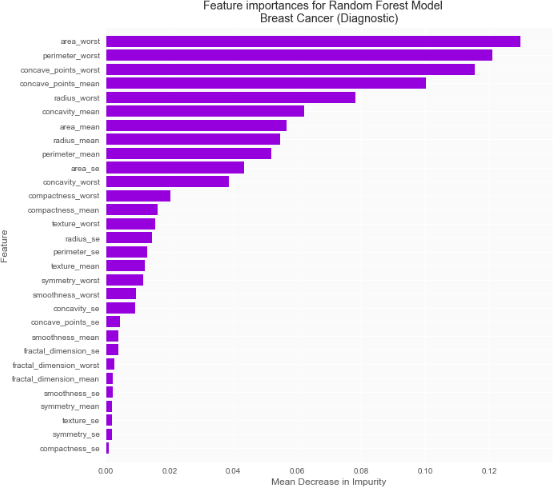 Feature importances for Random Forest Model
Breast Cancer (Diagnostic)
area_worst
perimeter_worst
concave_points_worst
concave_points_mean
radius_worst
concavity_mean
area_mean
radius_mean
perimeter_mean
area_se
concavity_worst
compactness_worst
compactness_mean
texture_worst
radius_se
perimeter_se
texture_mean
symmetry_worst
smoothness_worst
concavity_se
concave_points_se
smoothness_mean
fractal_dimension_se
fractal_dimension_worst
fractal_dimension_mean
smoothness_se
symmetry_mean
texture_se
symmetry_se
compactness_se
Feature
0.00 0.02 0.04 0.06 0.08 0.10 0.12
Mean Decrease in Impurity